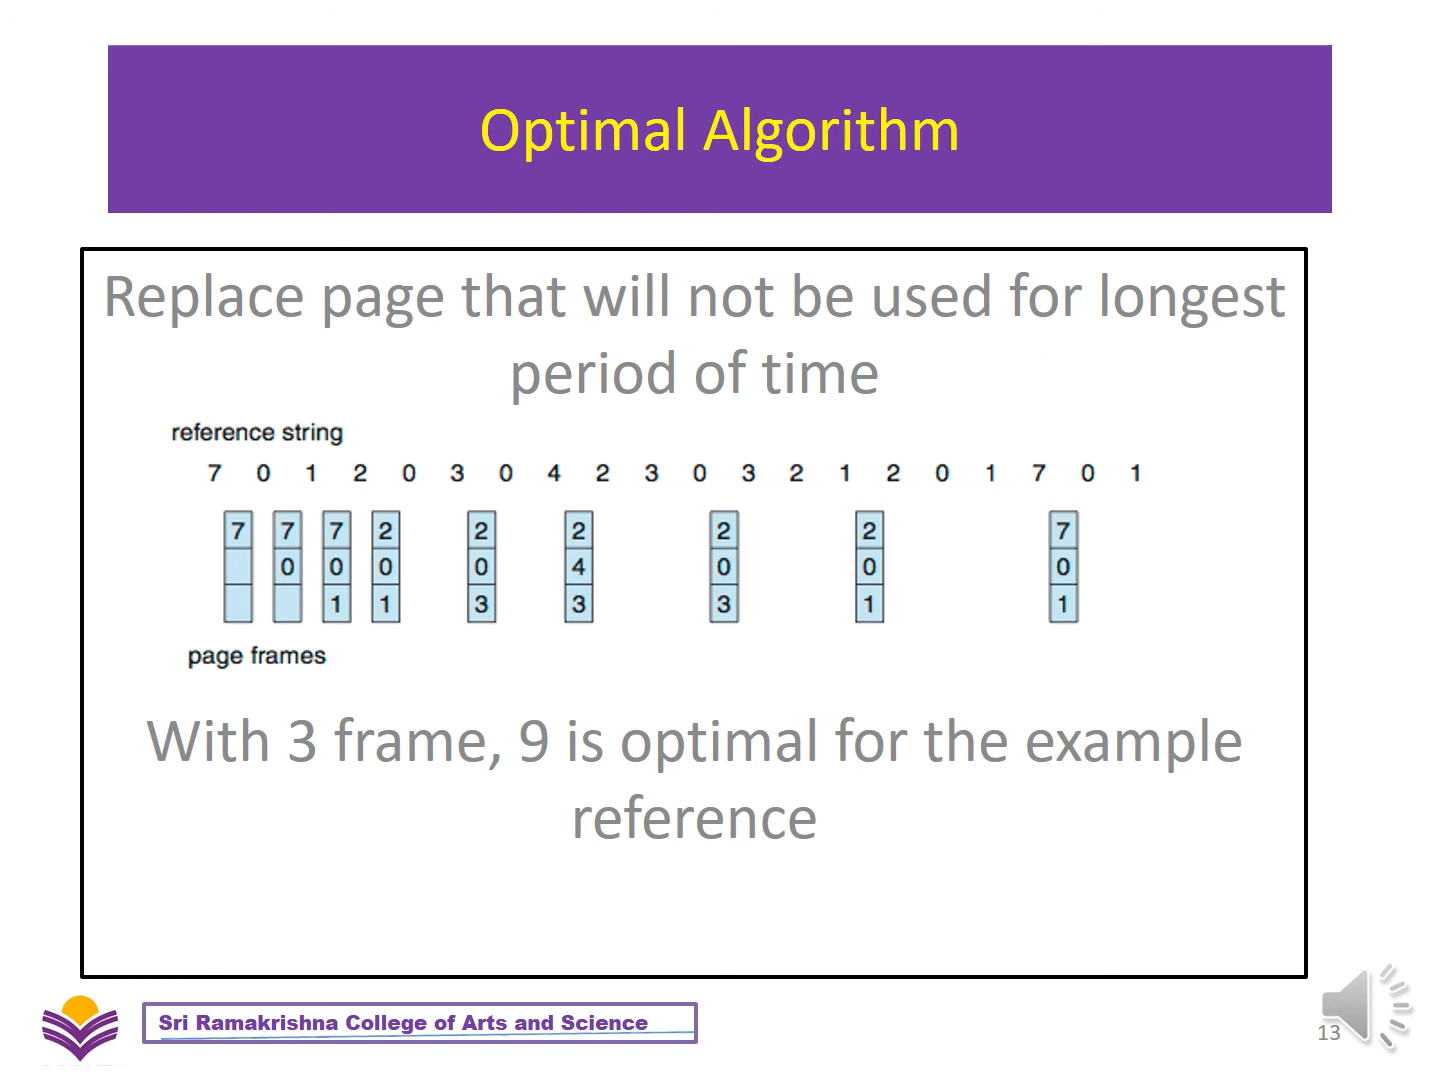 Optimal Algorithm
Replace page that will not be used for longest
period of time
reference string
7 0 1 2 0 3 0 4 2 3 0 3 2 1 2 0 1 7 0 1
7 7 7 2 2 2 2 2 7
0 0 0 0 4 0 0 0
1 1 3 3 3 1 1
page frames
With 3 frame, 9 is optimal for the example
reference
Sri Ramakrishna College of Arts and Science
13